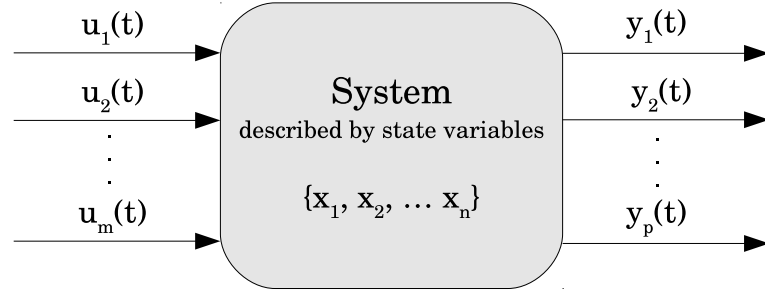 u₁(t)
y₁(t)
u₂(t)
System
y₂(t)
described by state variables
{x₁, x₂, … xₙ}
uₘ(t)
yₚ(t)